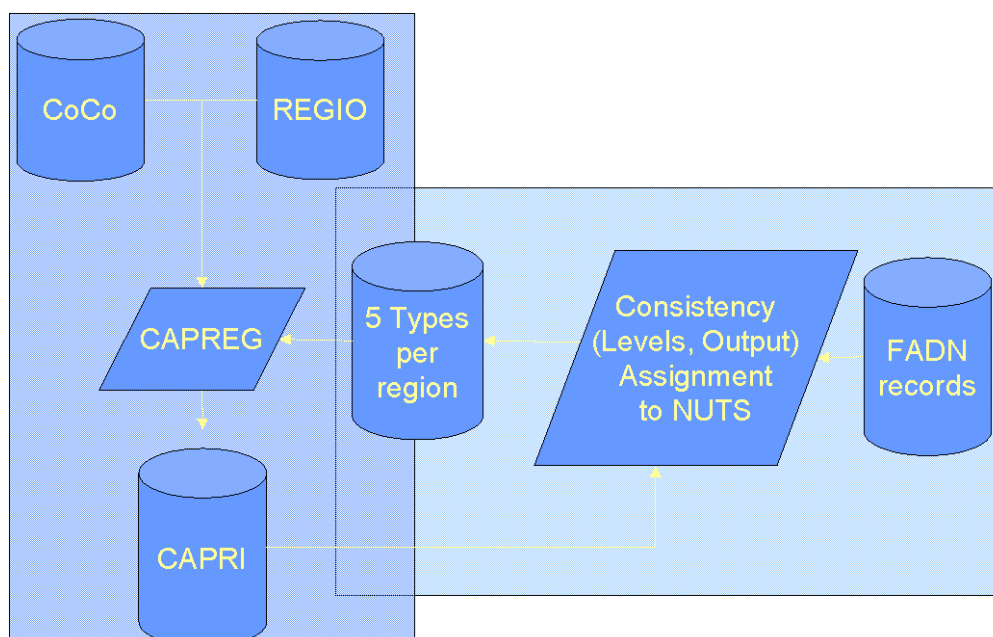 CoCo
REGIO
CAPREG
5 Types
per
region
Consistency
(Levels, Output)
Assignment
to NUTS
FADN
records
CAPRI